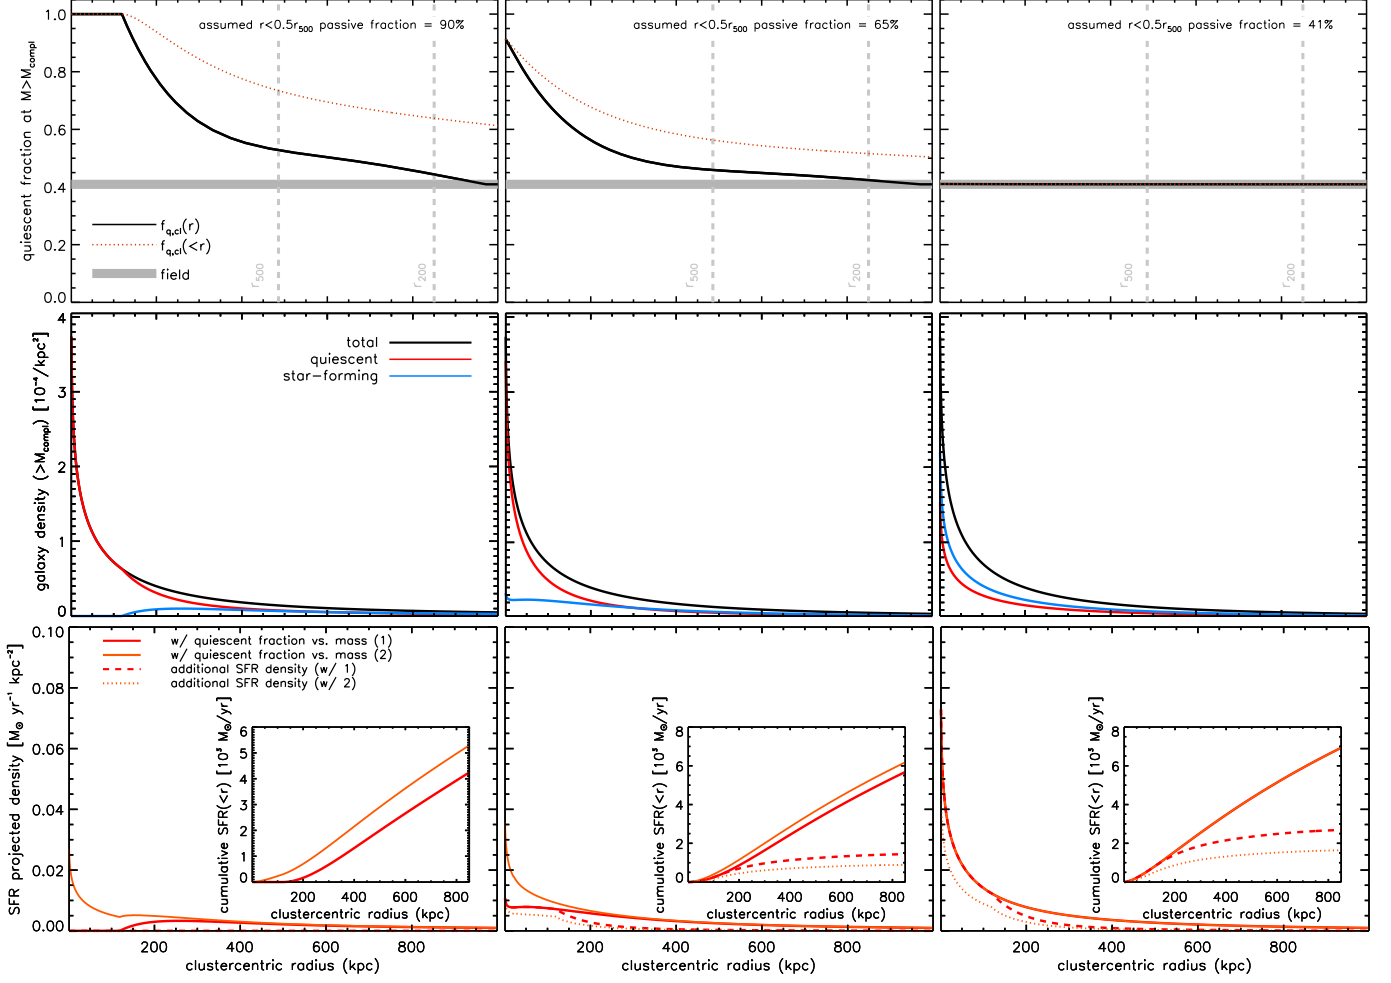 assumed r<0.5r500 passive fraction = 90%
assumed r<0.5r500 passive fraction = 65%
assumed r<0.5r500 passive fraction = 41%
quiescent fraction at M>Mcompl
1.0
0.8
0.6
0.4
0.2
0.0
fq,cl(r)
fq,cl(<r)
field
r500
r200
r500
r200
r500
r200
galaxy density (>Mcompl) [10⁻⁴/kpc²]
4
3
2
1
0
total
quiescent
star-forming
SFR projected density [M⊙ yr⁻¹ kpc⁻²]
0.10
0.08
0.06
0.04
0.02
0.00
w/ quiescent fraction vs. mass (1)
w/ quiescent fraction vs. mass (2)
additional SFR density (w/ 1)
additional SFR density (w/ 2)
cumulative SFR(<r) [10³ M⊙/yr]
6
5
4
3
2
1
0
200 400 600 800
clustercentric radius (kpc)
cumulative SFR(<r) [10³ M⊙/yr]
8
6
4
2
0
200 400 600 800
clustercentric radius (kpc)
cumulative SFR(<r) [10³ M⊙/yr]
8
6
4
2
0
200 400 600 800
clustercentric radius (kpc)
200 400 600 800
clustercentric radius (kpc)
200 400 600 800
clustercentric radius (kpc)
200 400 600 800
clustercentric radius (kpc)